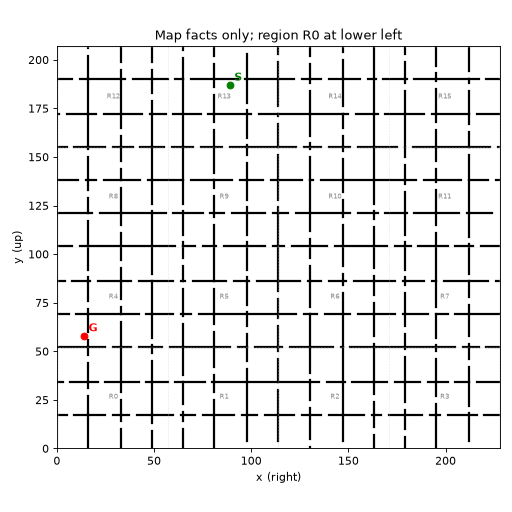 Map facts only; region R0 at lower left
200
S
R12 R13 R14 R15
175
150
R8 R9 R10 R11
125
y (up)
100
R4 R5 R6 R7
75
G
50
R0 R1 R2 R3
25
0
0 50 100 150 200
x (right)